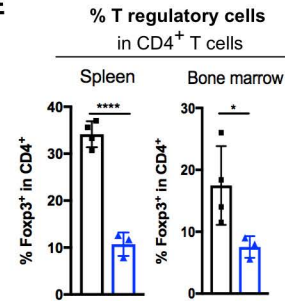 E
% T regulatory cells
in CD4+ T cells
Spleen
Bone marrow
% Foxp3+ in CD4+
40
30
20
10
0
****
% Foxp3+ in CD4+
30
20
10
0
*